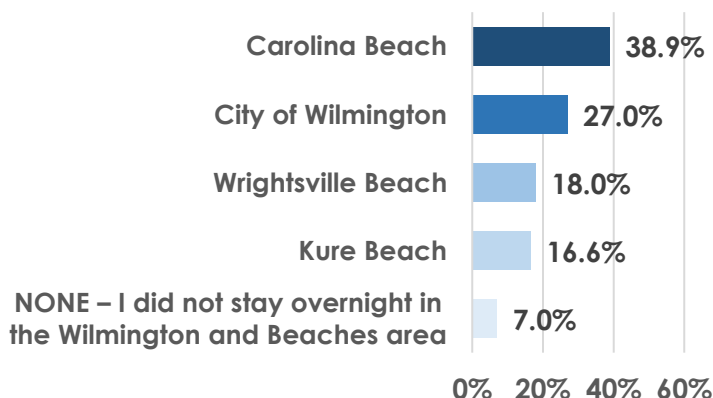 Carolina Beach 38.9%
City of Wilmington 27.0%
Wrightsville Beach 18.0%
Kure Beach 16.6%
NONE – I did not stay overnight in
the Wilmington and Beaches area 7.0%
0% 20% 40% 60%